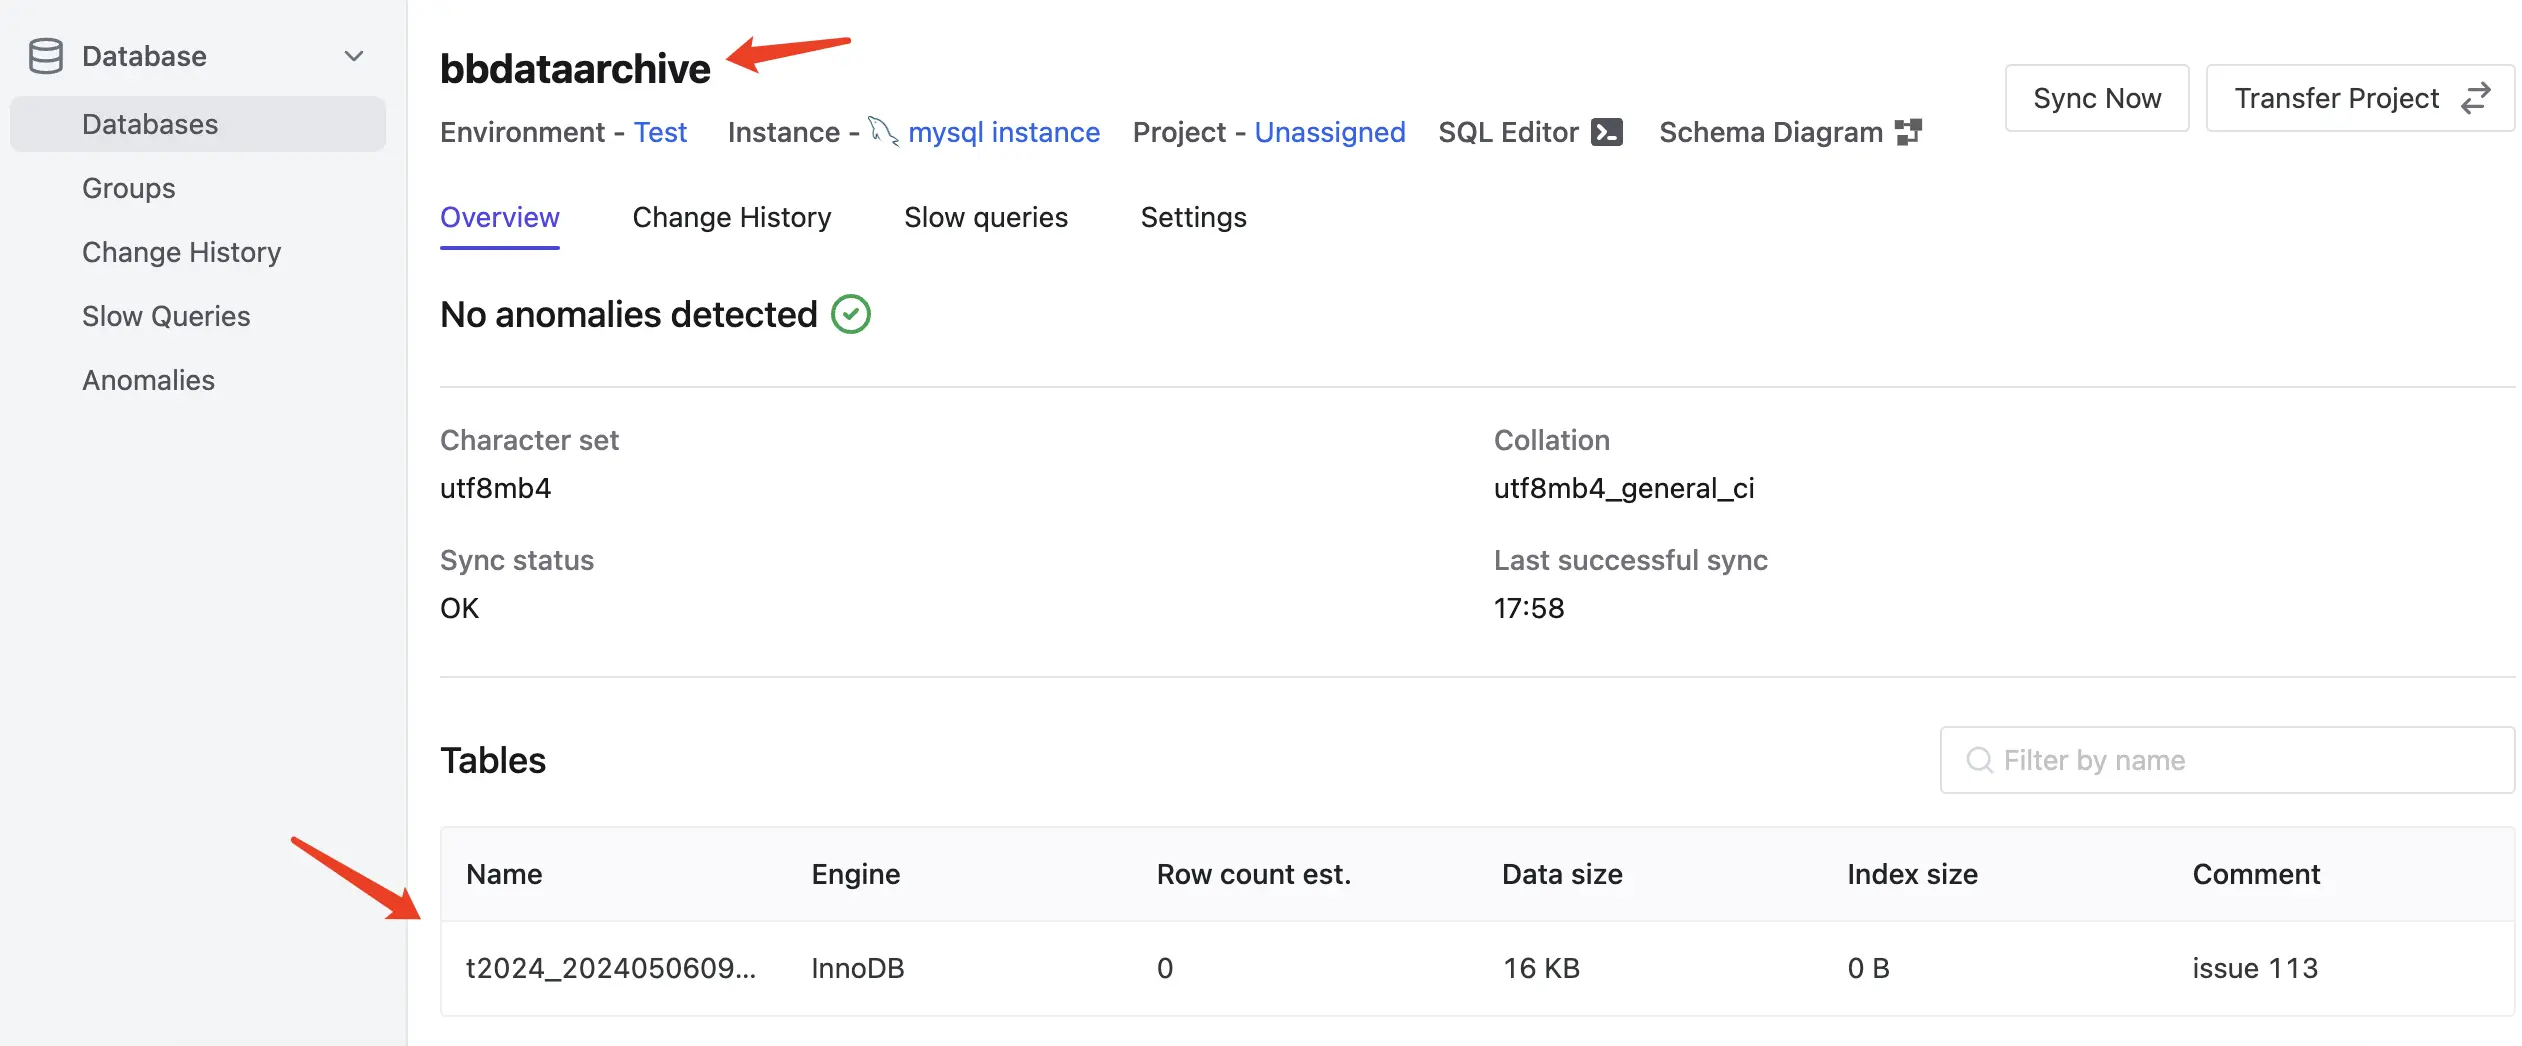 Database
Databases
Groups
Change History
Slow Queries
Anomalies
bbdataarchive
Environment - Test Instance - mysql instance Project - Unassigned SQL Editor Schema Diagram
Sync Now Transfer Project
Overview Change History Slow queries Settings
No anomalies detected
Character set Collation
utf8mb4 utf8mb4_general_ci
Sync status Last successful sync
OK 17:58
Tables Filter by name
Name Engine Row count est. Data size Index size Comment
t2024_2024050609... InnoDB 0 16 KB 0 B issue 113